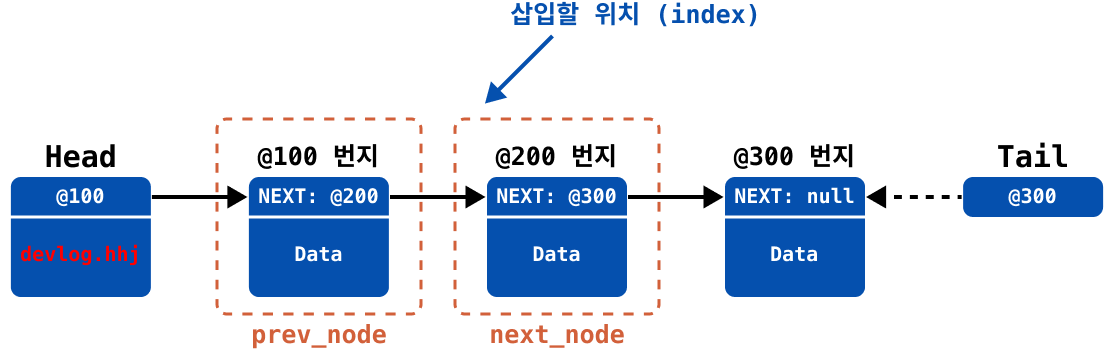 삽입할 위치 (index)
Head
@100
devlog.hhj
@100 번지
NEXT: @200
Data
prev_node
@200 번지
NEXT: @300
Data
next_node
@300 번지
NEXT: null
Data
Tail
@300